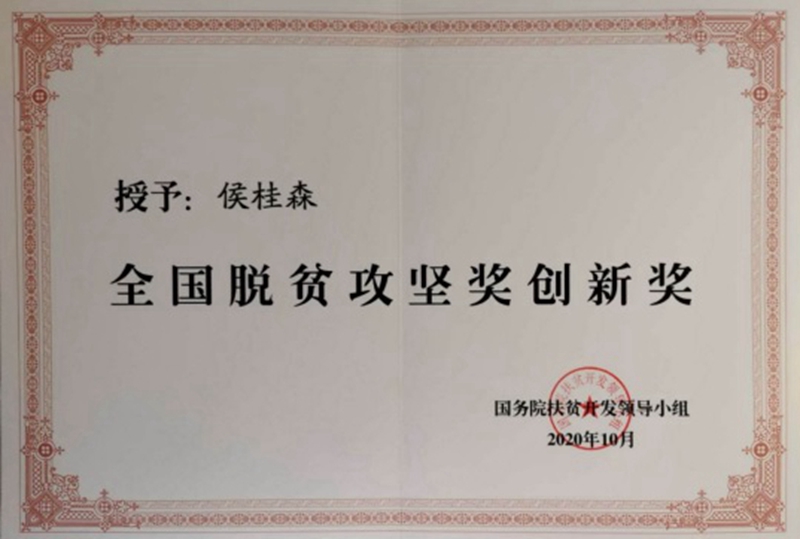 授予：侯桂森
全国脱贫攻坚奖创新奖
国务院扶贫开发领导小组
2020年10月